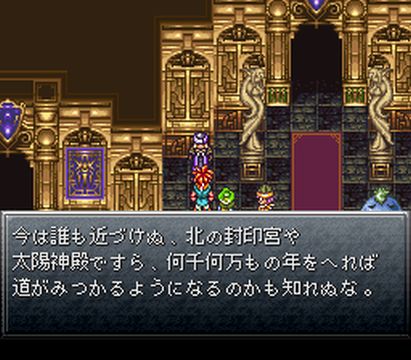 今は誰も近づけぬ、北の封印宮や
太陽神殿ですら、何千何万もの年をへれば
道がみつかるようになるのかも知れぬな。